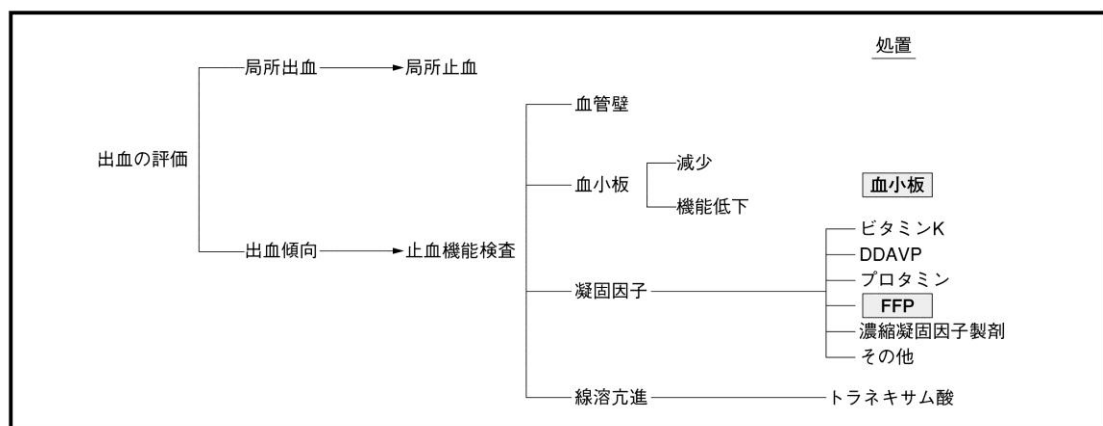 処置
局所出血
局所止血
血管壁
出血の評価
減少
血小板
血小板
機能低下
ビタミンK
出血傾向
止血機能検査
DDAVP
プロタミン
凝固因子
FFP
濃縮凝固因子製剤
その他
線溶亢進
トラネキサム酸